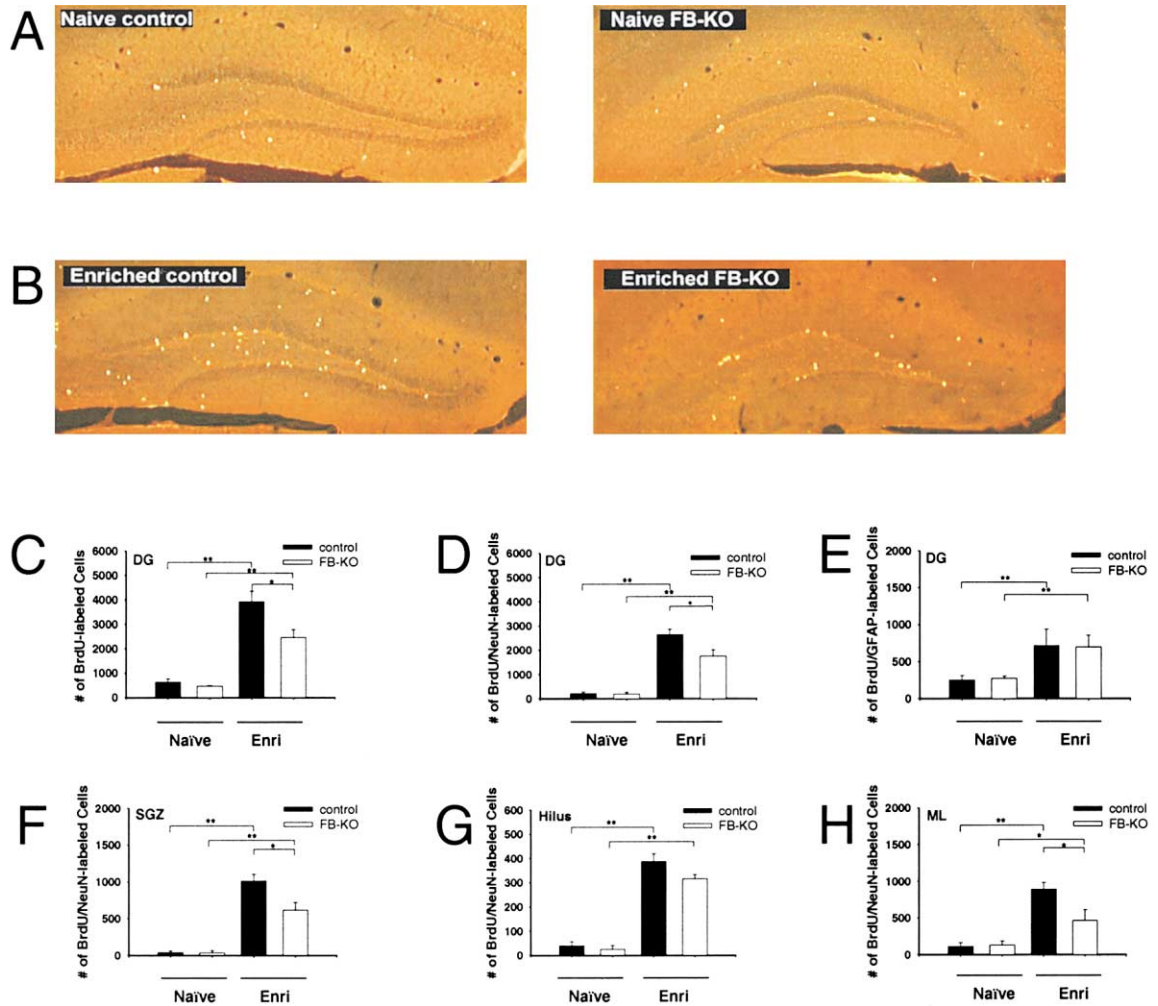 A
Naive control
Naive FB-KO
B
Enriched control
Enriched FB-KO
C
# of BrdU-labeled Cells
6000
5000
4000
3000
2000
1000
0
DG
**
**
*
control
FB-KO
Naïve
Enri
D
# of BrdU/NeuN-labeled Cells
6000
5000
4000
3000
2000
1000
0
DG
**
**
*
control
FB-KO
Naïve
Enri
E
# of BrdU/GFAP-labeled Cells
2000
1500
1000
500
0
DG
**
**
control
FB-KO
Naïve
Enri
F
# of BrdU/NeuN-labeled Cells
2000
1500
1000
500
0
SGZ
**
**
*
control
FB-KO
Naïve
Enri
G
# of BrdU/NeuN-labeled Cells
600
500
400
300
200
100
0
Hilus
**
**
control
FB-KO
Naïve
Enri
H
# of BrdU/NeuN-labeled Cells
2000
1500
1000
500
0
ML
**
*
*
control
FB-KO
Naïve
Enri